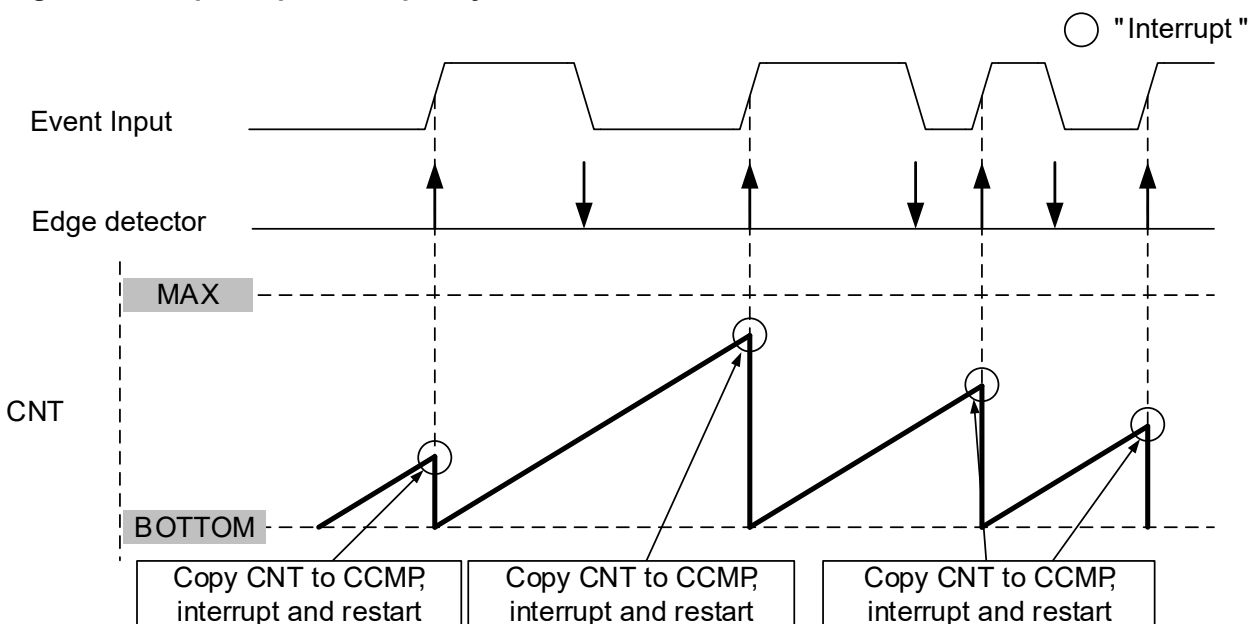 "Interrupt"
Event Input
Edge detector
MAX
CNT
BOTTOM
Copy CNT to CCMP,
interrupt and restart
Copy CNT to CCMP,
interrupt and restart
Copy CNT to CCMP,
interrupt and restart